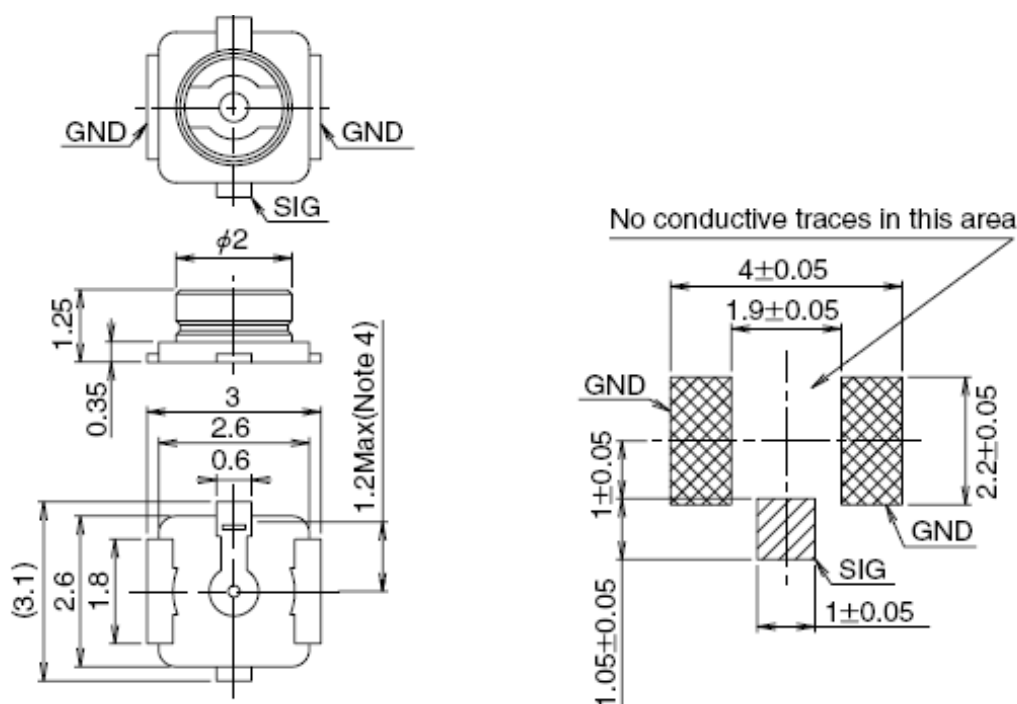 GND
GND
SIG
ϕ2
1.25
0.35
3
2.6
0.6
1.2Max(Note 4)
(3.1)
2.6
1.8
No conductive traces in this area
4±0.05
1.9±0.05
GND
1±0.05
2.2±0.05
GND
SIG
1.05±0.05
1±0.05